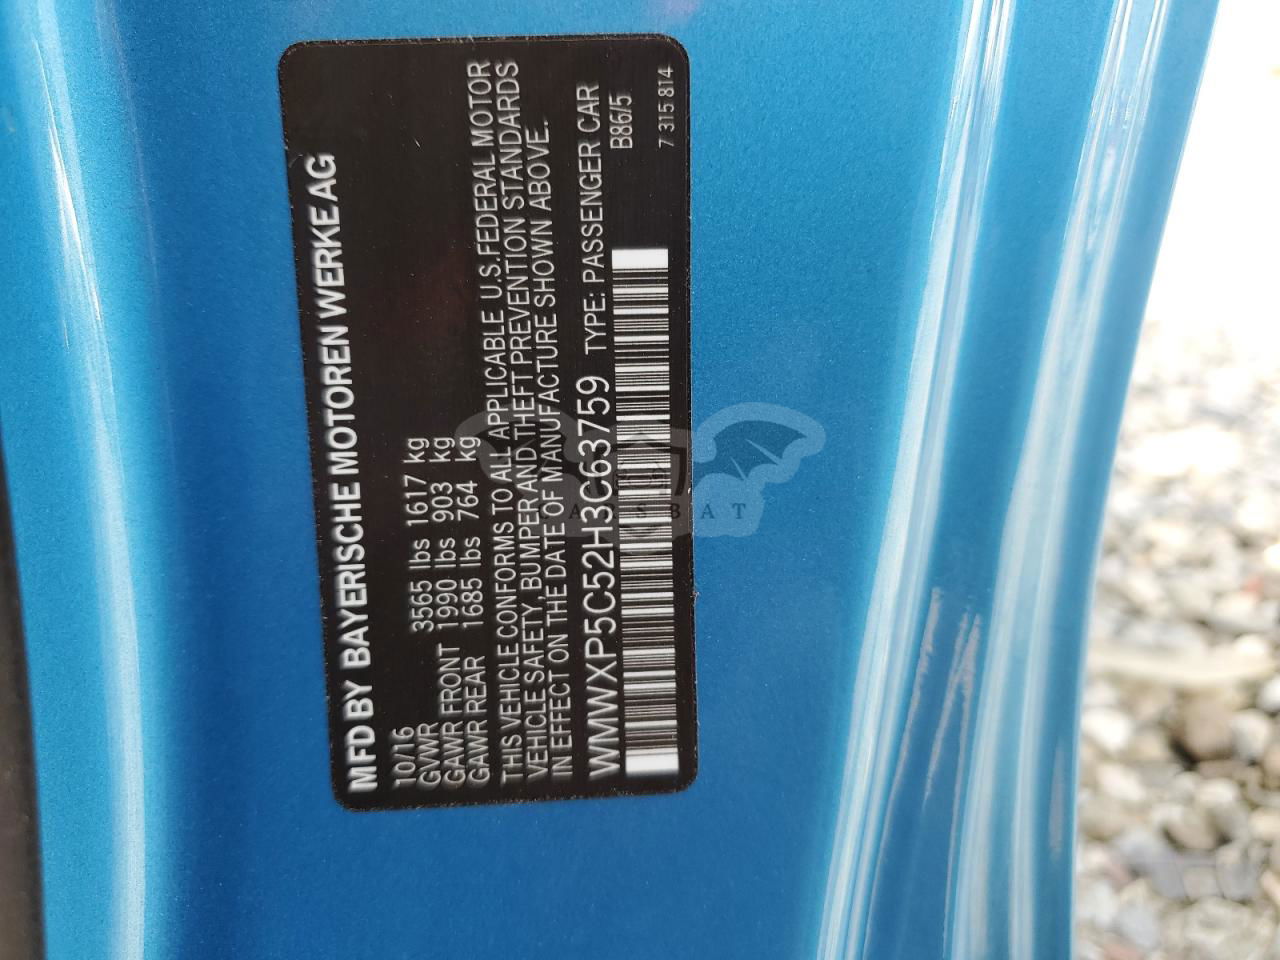 MFD BY BAYERISCHE MOTOREN WERKE AG
10/16
GVWR 3565 lbs 1617 kg
GAWR FRONT 1990 lbs 903 kg
GAWR REAR 1685 lbs 764 kg
THIS VEHICLE CONFORMS TO ALL APPLICABLE U.S.FEDERAL MOTOR
VEHICLE SAFETY, BUMPER AND THEFT PREVENTION STANDARDS
IN EFFECT ON THE DATE OF MANUFACTURE SHOWN ABOVE.
WMWXP5C52H3C63759 TYPE: PASSENGER CAR
B86/5
7 315 814
CARSBAT